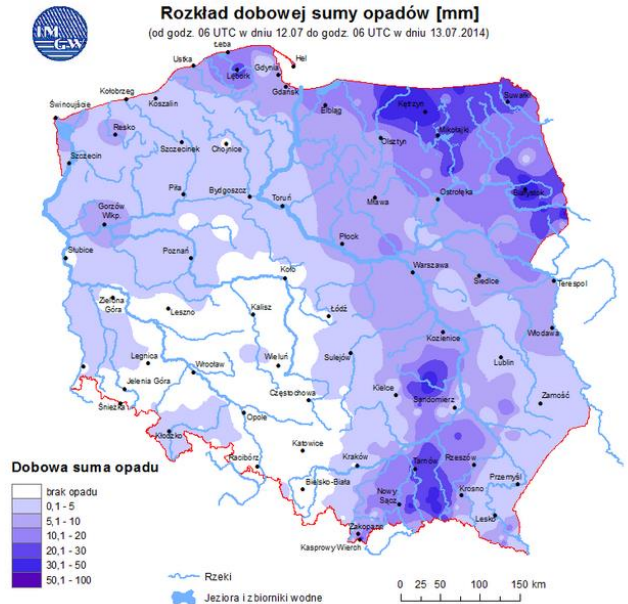 IM
GW
Rozkład dobowej sumy opadów [mm]
(od godz. 06 UTC w dniu 12.07 do godz. 06 UTC w dniu 13.07.2014)
Łeba
Ustka
Hel
Lębork
Gdynia
Gdańsk
Kołobrzeg
Koszalin
Świnoujście
Elbląg
Kętrzyn
Suwałki
Resko
Mikołajki
Szczecinek
Chojnice
Olsztyn
Szczecin
Piła
Bydgoszcz
Toruń
Mława
Ostrołęka
Białystok
Gorzów
Wlkp.
Płock
Słubice
Poznań
Koło
Warszawa
Siedlce
Terespol
Zielona
Góra
Leszno
Kalisz
Łódź
Kozienice
Włodawa
Legnica
Wrocław
Wieluń
Sulejów
Lublin
Jelenia Góra
Kielce
Śnieżka
Częstochowa
Sandomierz
Zamość
Opole
Kłodzko
Katowice
Racibórz
Kraków
Tarnów
Rzeszów
Przemyśl
Bielsko-Biała
Nowy
Sącz
Krosno
Lesko
Zakopane
Kasprowy Wierch
Dobowa suma opadu
brak opadu
0,1 - 5
5,1 - 10
10,1 - 20
20,1 - 30
30,1 - 50
50,1 - 100
Rzeki
Jeziora i zbiorniki wodne
0 25 50 100 150 km